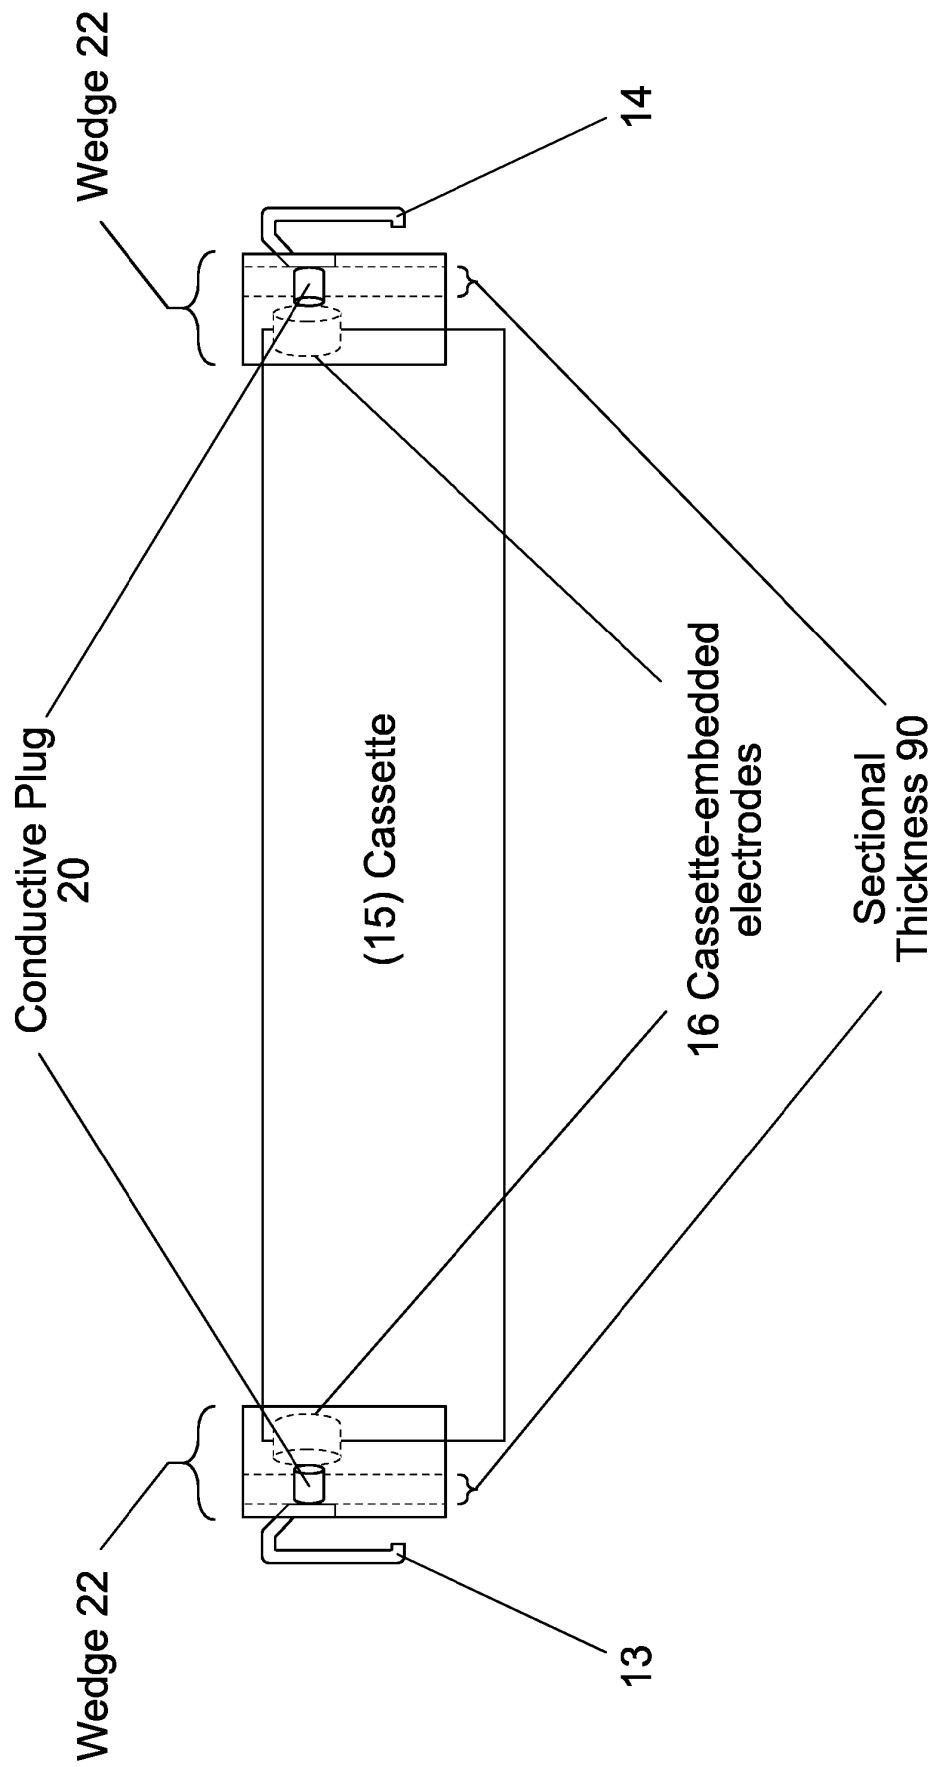 Conductive Plug
20
Wedge 22
Wedge 22
(15) Cassette
13
14
16 Cassette-embedded
electrodes
Sectional
Thickness 90